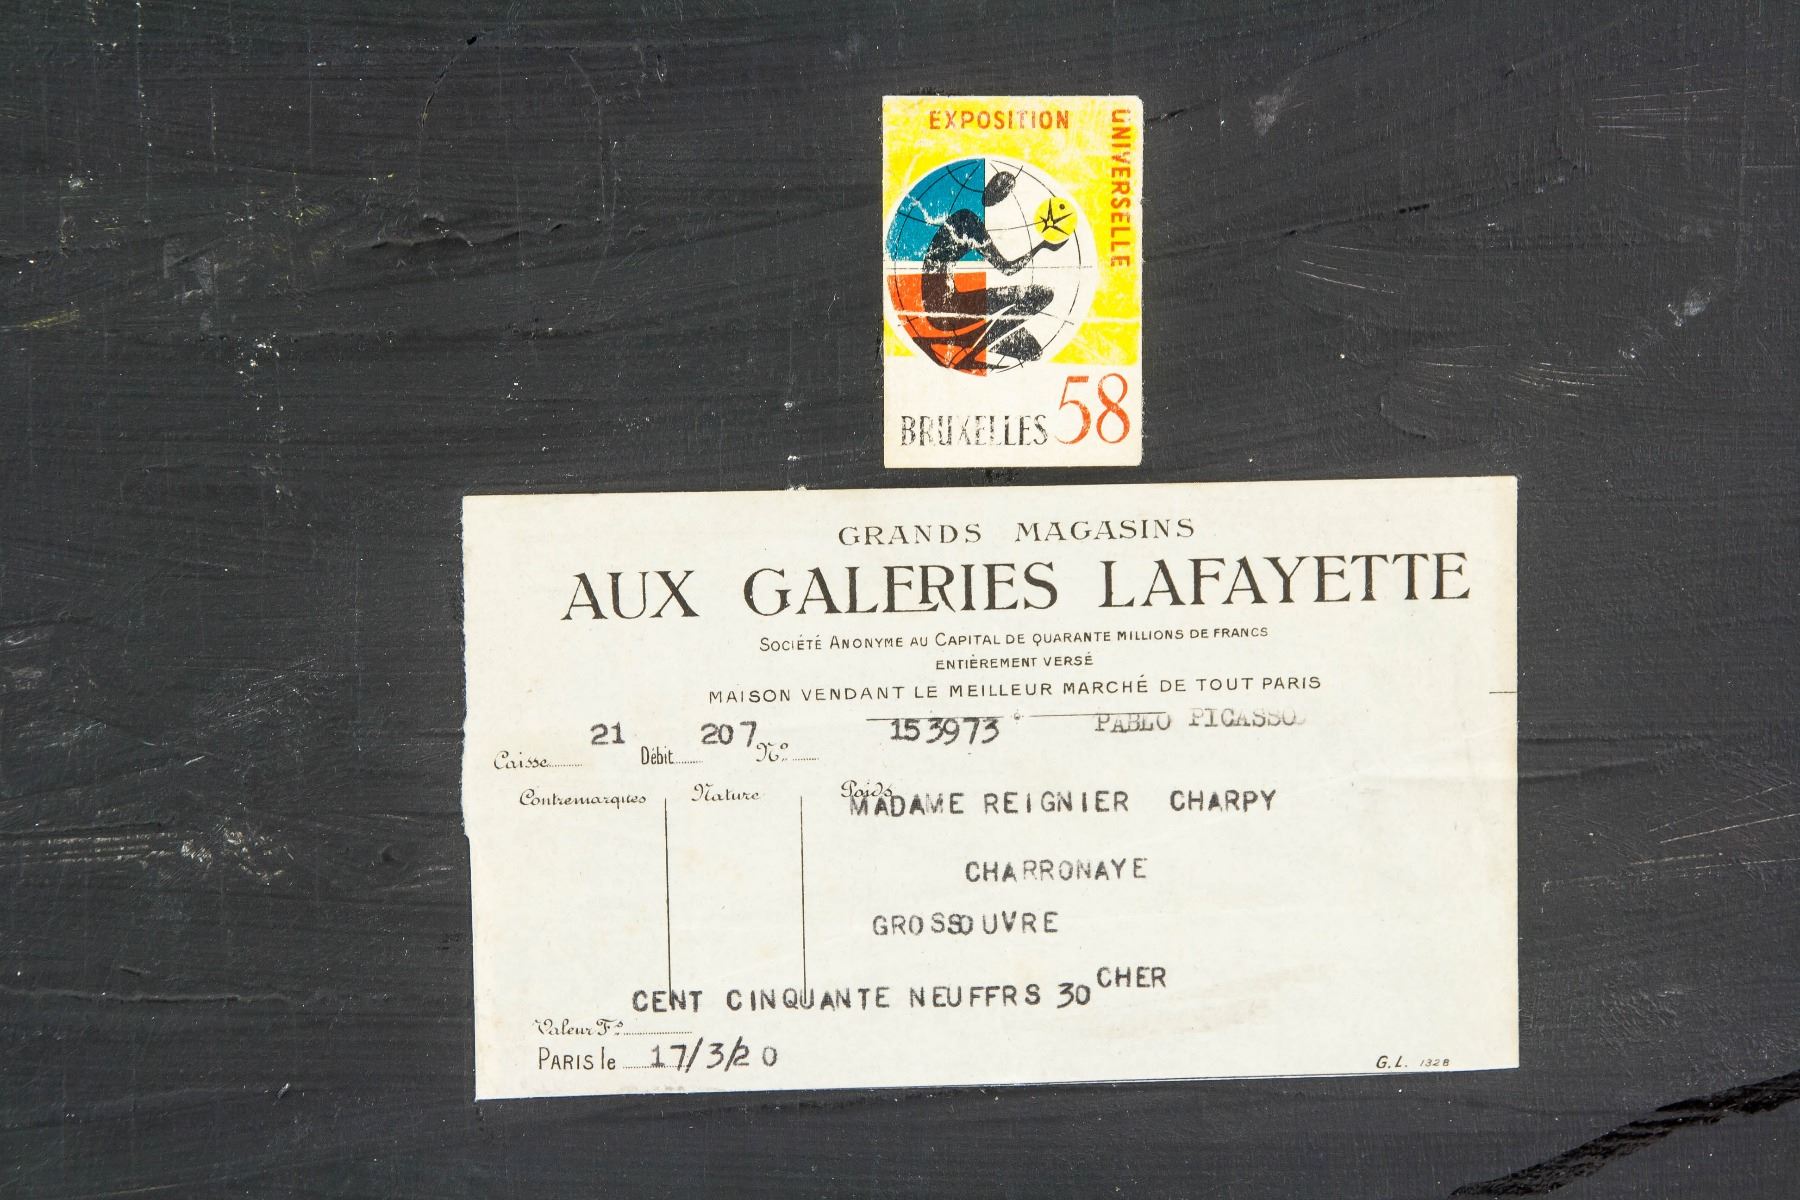 EXPOSITION
UNIVERSELLE
BRUXELLES 58
GRANDS MAGASINS
AUX GALERIES LAFAYETTE
SOCIÉTÉ ANONYME AU CAPITAL DE QUARANTE MILLIONS DE FRANCS
ENTIÈREMENT VERSÉ
MAISON VENDANT LE MEILLEUR MARCHÉ DE TOUT PARIS
PABLO PICASSO
Caisse 21 Débit 207 Nº 153973
Contremarques Nature Poids
MADAME REIGNIER CHARPY
CHARRONAYE
GROSSOUVRE
CHER
CENT CINQUANTE NEUFFRS 30
Valeur Fs
PARIS le 17/3/20
G.L. 1328